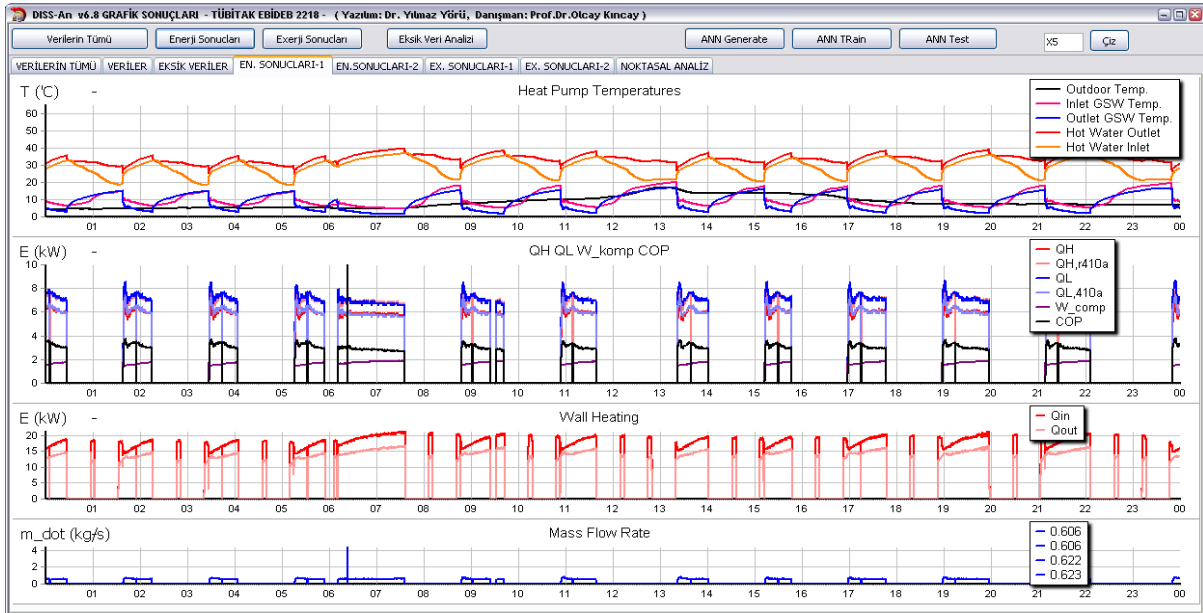 DISS-An v6.8 GRAFİK SONUÇLARI - TÜBİTAK EBİDEB 2218 - ( Yazılım: Dr. Yılmaz Yörü, Danışman: Prof.Dr.Olcay Kıncay )
Verilerin Tümü Enerji Sonucları Exerji Sonucları Eksik Veri Analizi ANN Generate ANN TRain ANN Test X5 Çiz
VERİLERİN TÜMÜ VERİLER EKSİK VERİLER EN. SONUCLARI-1 EN.SONUCLARI-2 EX. SONUCLARI-1 EX. SONUCLARI-2 NOKTASAL ANALİZ
T (°C) - Heat Pump Temperatures
Outdoor Temp.
Inlet GSW Temp.
Outlet GSW Temp.
Hot Water Outlet
Hot Water Inlet
60
50
40
30
20
10
0
01 02 03 04 05 06 07 08 09 10 11 12 13 14 15 16 17 18 19 20 21 22 23 00
E (kW) - QH QL W_komp COP
QH
QH,r410a
QL
QL,410a
W_comp
COP
10
8
6
4
2
0
01 02 03 04 05 06 07 08 09 10 11 12 13 14 15 16 17 18 19 20 21 22 23 00
E (kW) - Wall Heating
Qin
Qout
20
15
10
5
0
01 02 03 04 05 06 07 08 09 10 11 12 13 14 15 16 17 18 19 20 21 22 23 00
m_dot (kg/s) Mass Flow Rate
0.606
0.606
0.622
0.623
4
2
0
01 02 03 04 05 06 07 08 09 10 11 12 13 14 15 16 17 18 19 20 21 22 23 00